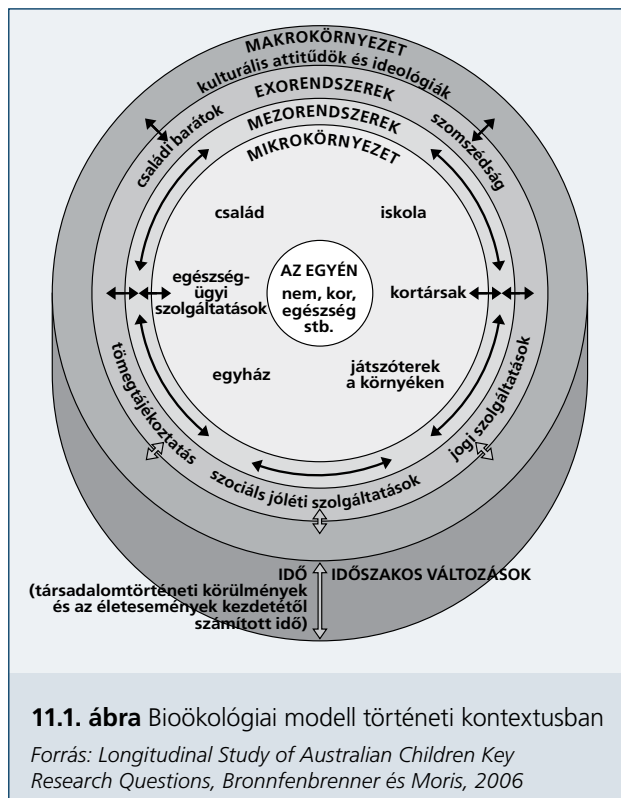 MAKROKÖRNYEZET
kulturális attitűdök és ideológiák
EXORENDSZEREK
MEZORENDSZEREK
MIKROKÖRNYEZET
családi barátok
szomszédság
család
iskola
AZ EGYÉN
nem, kor,
egészség
stb.
egészség-
ügyi
szolgáltatások
kortársak
egyház
játszóterek
a környéken
tömegtájékoztatás
szociáls jóléti szolgáltatások
jogi szolgáltatások
IDŐ
(társadalomtörténeti körülmények
és az életesemények kezdetétől
számított idő)
IDŐSZAKOS VÁLTOZÁSOK
11.1. ábra Bioökológiai modell történeti kontextusban
Forrás: Longitudinal Study of Australian Children Key
Research Questions, Bronnfenbrenner és Moris, 2006